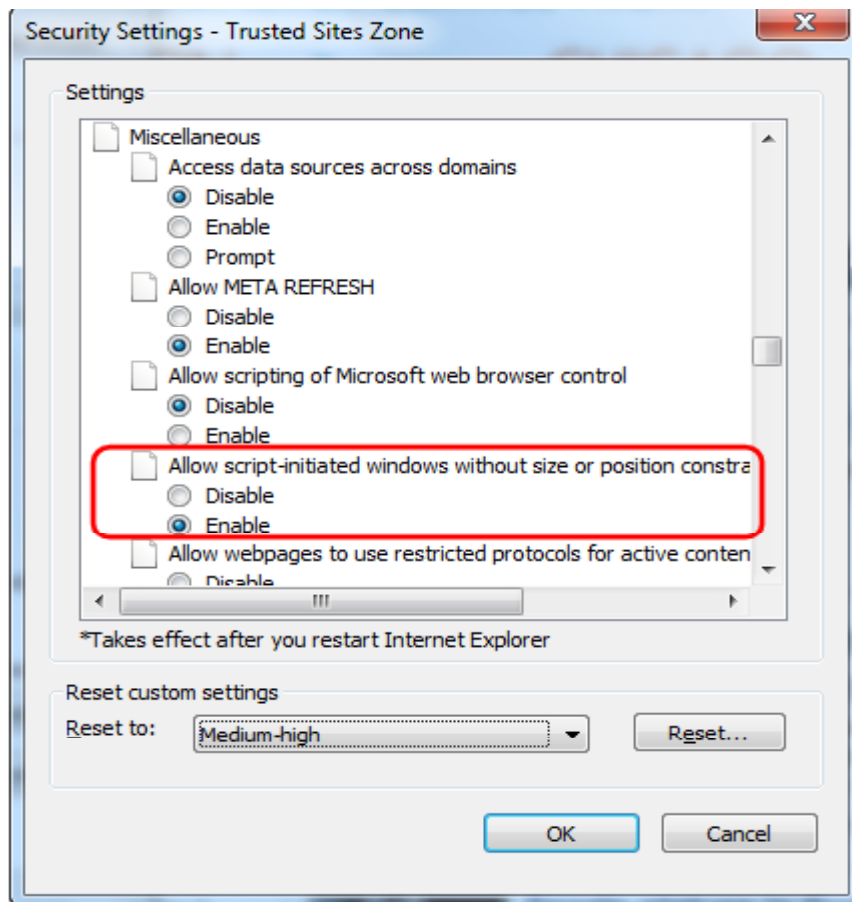 Security Settings - Trusted Sites Zone
Settings
Miscellaneous
Access data sources across domains
Disable
Enable
Prompt
Allow META REFRESH
Disable
Enable
Allow scripting of Microsoft web browser control
Disable
Enable
Allow script-initiated windows without size or position constra
Disable
Enable
Allow webpages to use restricted protocols for active conten
Disable
*Takes effect after you restart Internet Explorer
Reset custom settings
Reset to:
Medium-high
Reset...
OK
Cancel